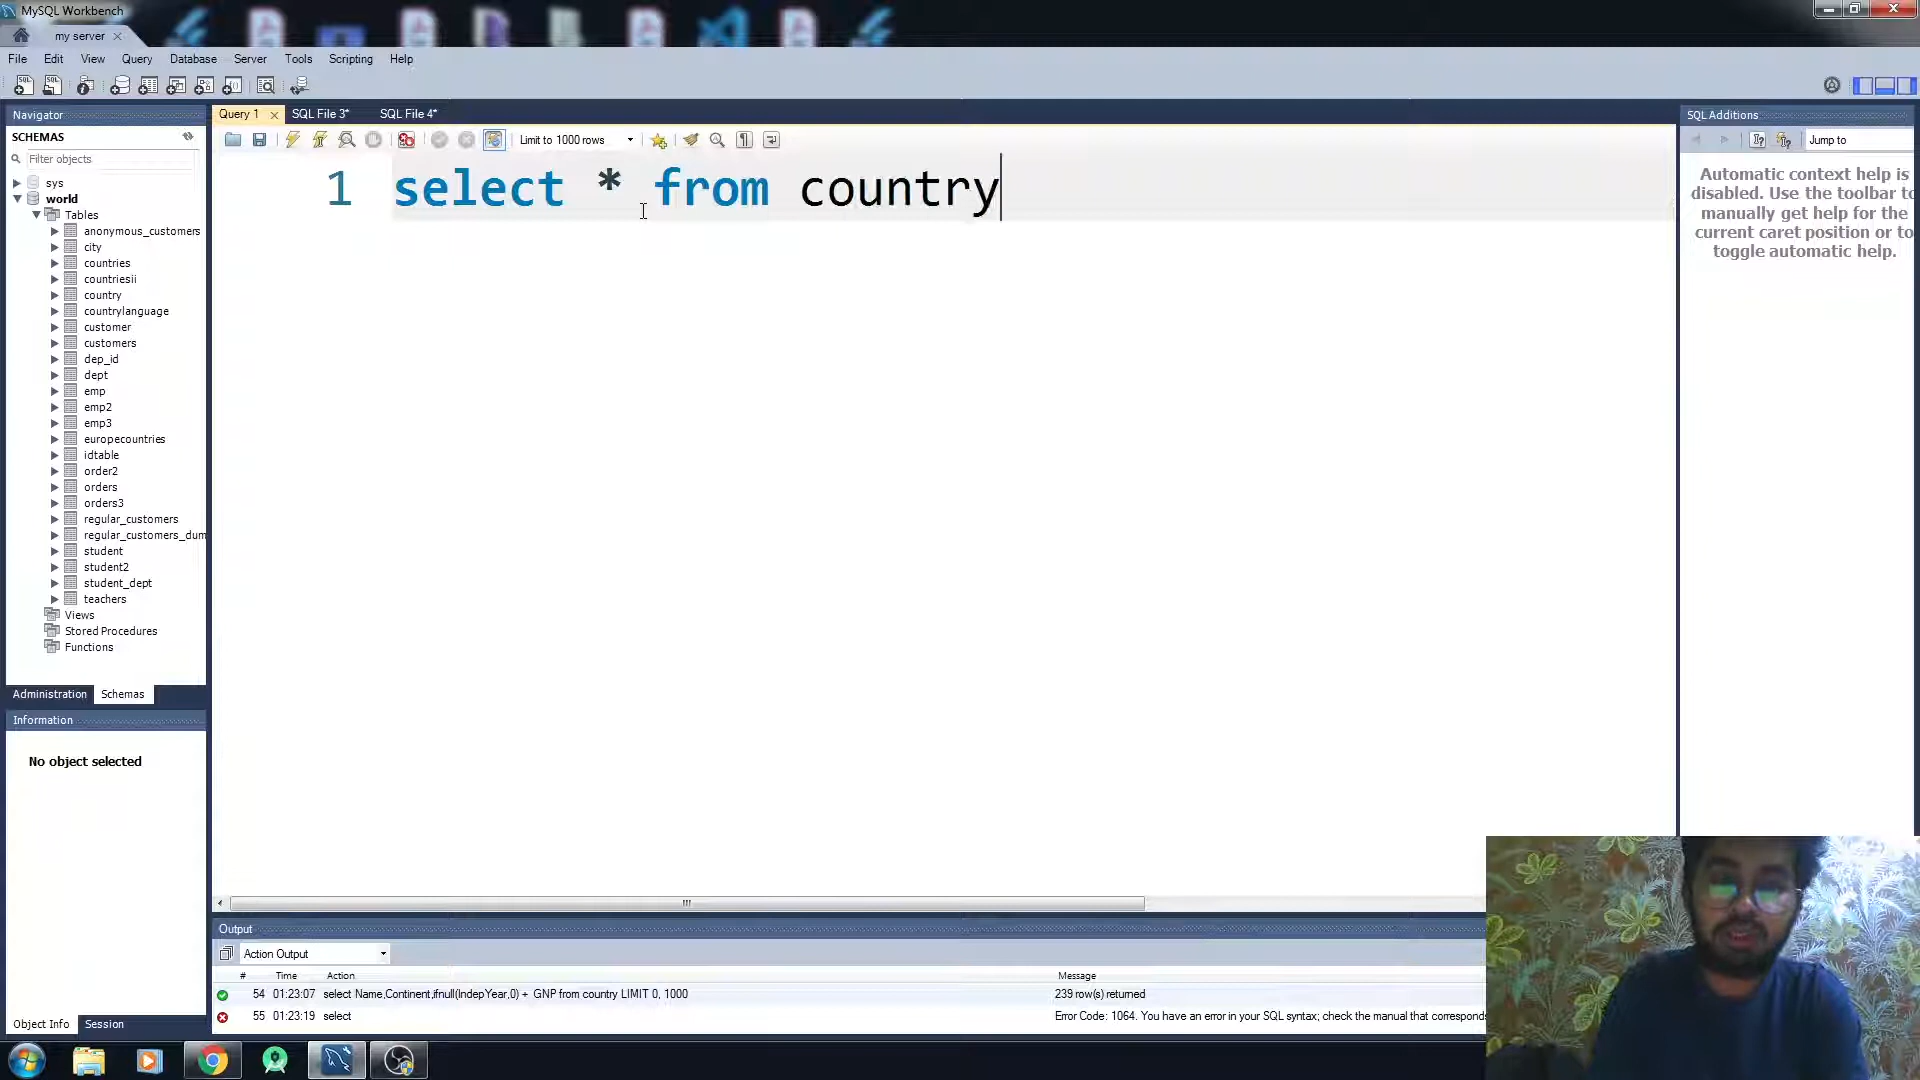 MySQL Workbench
my server
File Edit View Query Database Server Tools Scripting Help
Navigator
SCHEMAS
Filter objects
sys
world
Tables
anonymous_customers
city
countries
countriesii
country
countrylanguage
customer
customers
dep_id
dept
emp
emp2
emp3
europecountries
idtable
order2
orders
orders3
regular_customers
regular_customers_dum
student
student2
student_dept
teachers
Views
Stored Procedures
Functions
Administration Schemas
Information
No object selected
Object Info Session
Query 1 SQL File 3* SQL File 4*
Limit to 1000 rows
1 select * from country
Output
Action Output
# Time Action Message
54 01:23:07 select Name,Continent,ifnull(IndepYear,0) + GNP from country LIMIT 0, 1000 239 row(s) returned
55 01:23:19 select Error Code: 1064. You have an error in your SQL syntax; check the manual that corresponds
SQL Additions
Jump to
Automatic context help is
disabled. Use the toolbar to
manually get help for the
current caret position or to
toggle automatic help.